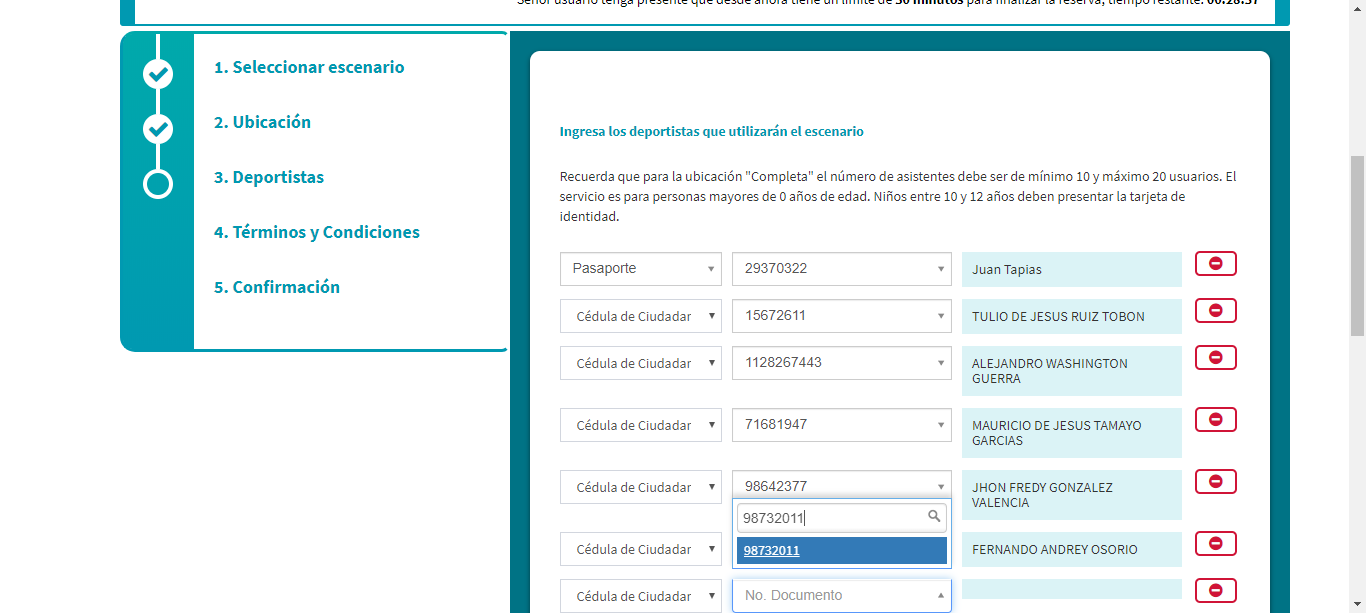 Señor usuario tenga presente que desde ahora tiene un límite de 30 minutos para finalizar la reserva, tiempo restante: 00:28:37
1. Seleccionar escenario
2. Ubicación
3. Deportistas
4. Términos y Condiciones
5. Confirmación
Ingresa los deportistas que utilizarán el escenario
Recuerda que para la ubicación "Completa" el número de asistentes debe ser de mínimo 10 y máximo 20 usuarios. El
servicio es para personas mayores de 0 años de edad. Niños entre 10 y 12 años deben presentar la tarjeta de
identidad.
Pasaporte 29370322 Juan Tapias
Cédula de Ciudadar 15672611 TULIO DE JESUS RUIZ TOBON
Cédula de Ciudadar 1128267443 ALEJANDRO WASHINGTON
GUERRA
Cédula de Ciudadar 71681947 MAURICIO DE JESUS TAMAYO
GARCIAS
Cédula de Ciudadar 98642377 JHON FREDY GONZALEZ
VALENCIA
98732011
Cédula de Ciudadar 98732011 FERNANDO ANDREY OSORIO
Cédula de Ciudadar No. Documento